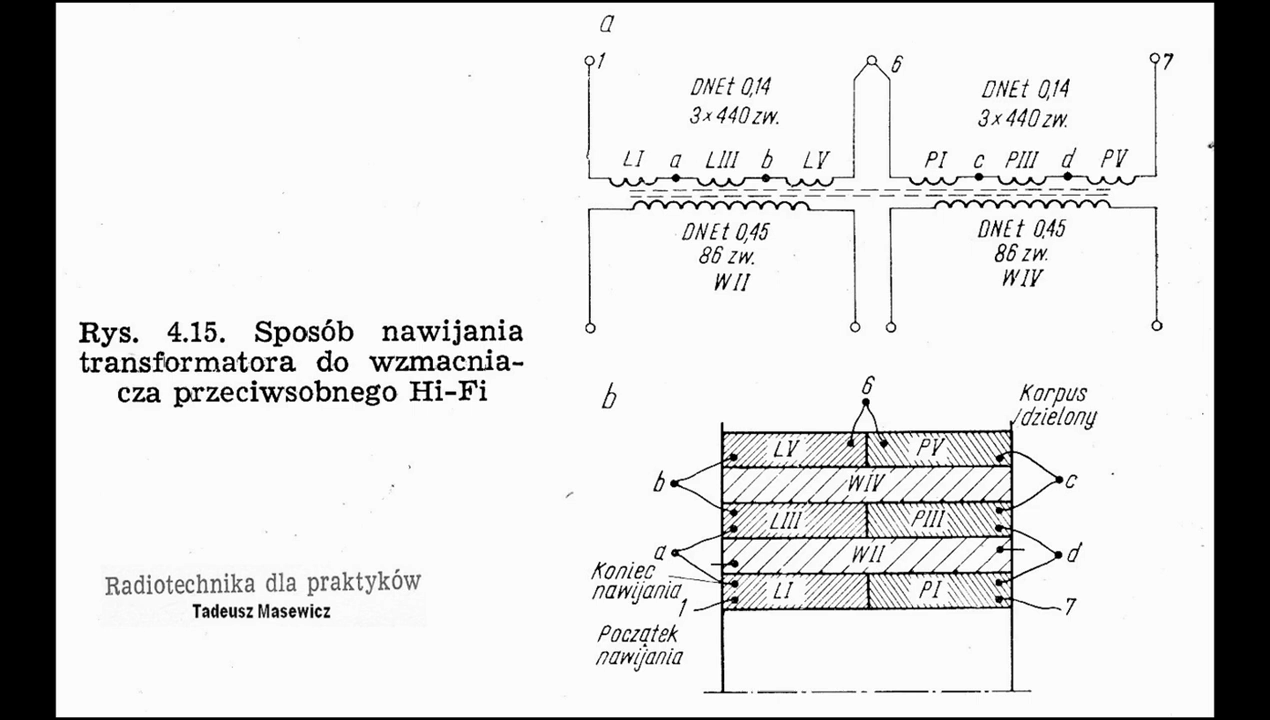 a
1
6
7
DNEt 0,14
3×440 zw.
DNEt 0,14
3×440 zw.
LI a LIII b LV
PI c PIII d PV
DNEt 0,45
86 zw.
WII
DNEt 0,45
86 zw.
WIV
Rys. 4.15. Sposób nawijania
transformatora do wzmacnia-
cza przeciwsobnego Hi-Fi
b
6
Korpus
dzielony
LV PV
b WIV c
LIII PIII
a WII d
Koniec
nawijania
LI PI
1 7
Początek
nawijania
Radiotechnika dla praktyków
Tadeusz Masewicz